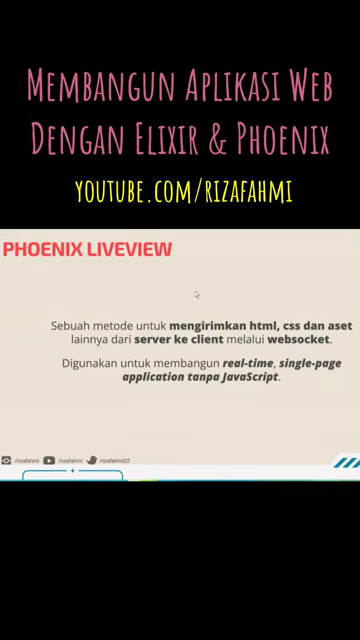 Membangun Aplikasi Web
Dengan Elixir & Phoenix
youtube.com/rizafahmi
PHOENIX LIVEVIEW
Sebuah metode untuk mengirimkan html, css dan aset
lainnya dari server ke client melalui websocket.
Digunakan untuk membangun real-time, single-page
application tanpa JavaScript.
/rizafahmi /rizafahmi /rizafahmi22